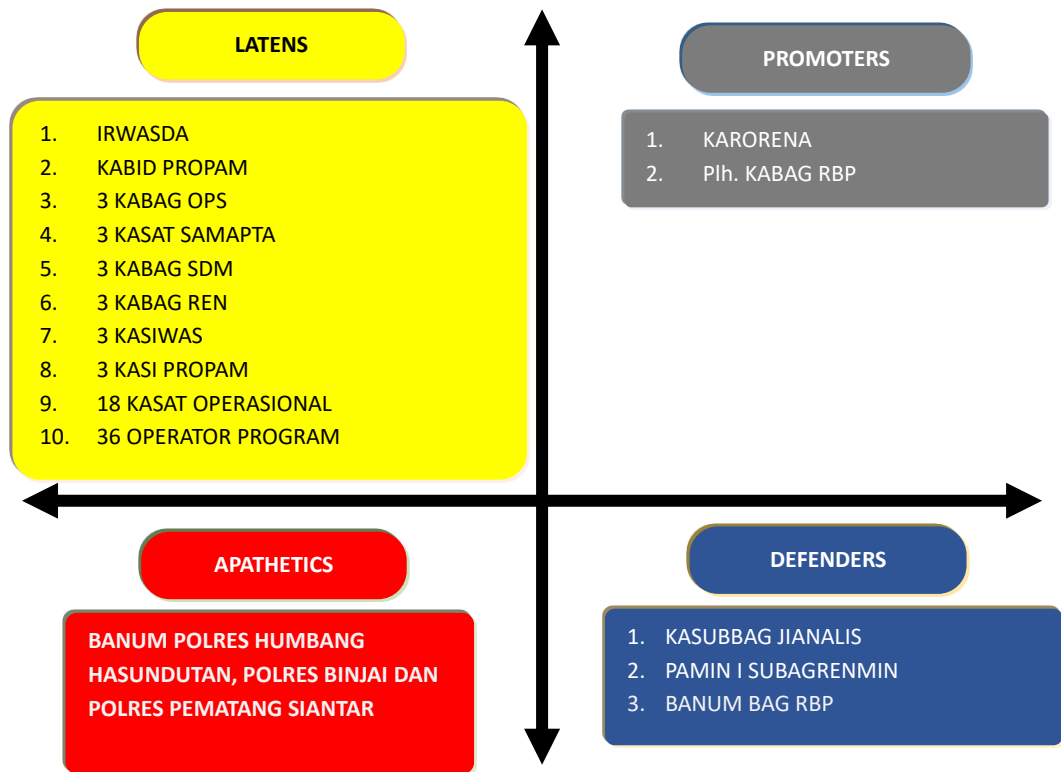 LATENS
1. IRWASDA
2. KABID PROPAM
3. 3 KABAG OPS
4. 3 KASAT SAMAPTA
5. 3 KABAG SDM
6. 3 KABAG REN
7. 3 KASIWAS
8. 3 KASI PROPAM
9. 18 KASAT OPERASIONAL
10. 36 OPERATOR PROGRAM
PROMOTERS
1. KARORENA
2. Plh. KABAG RBP
APATHETICS
BANUM POLRES HUMBANG
HASUNDUTAN, POLRES BINJAI DAN
POLRES PEMATANG SIANTAR
DEFENDERS
1. KASUBBAG JIANALIS
2. PAMIN I SUBAGRENMIN
3. BANUM BAG RBP